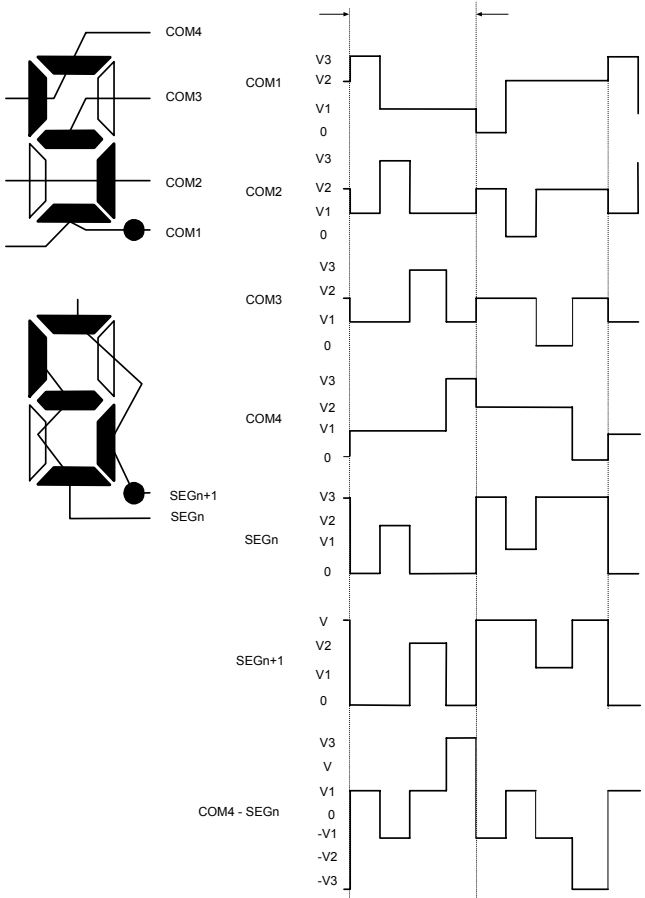 COM4
COM3
COM2
COM1
SEGn+1
SEGn
COM1
V3
V2
V1
0
COM2
V3
V2
V1
0
COM3
V3
V2
V1
0
COM4
V3
V2
V1
0
SEGn
V3
V2
V1
0
SEGn+1
V
V2
V1
0
COM4 - SEGn
V3
V
V1
0
-V1
-V2
-V3